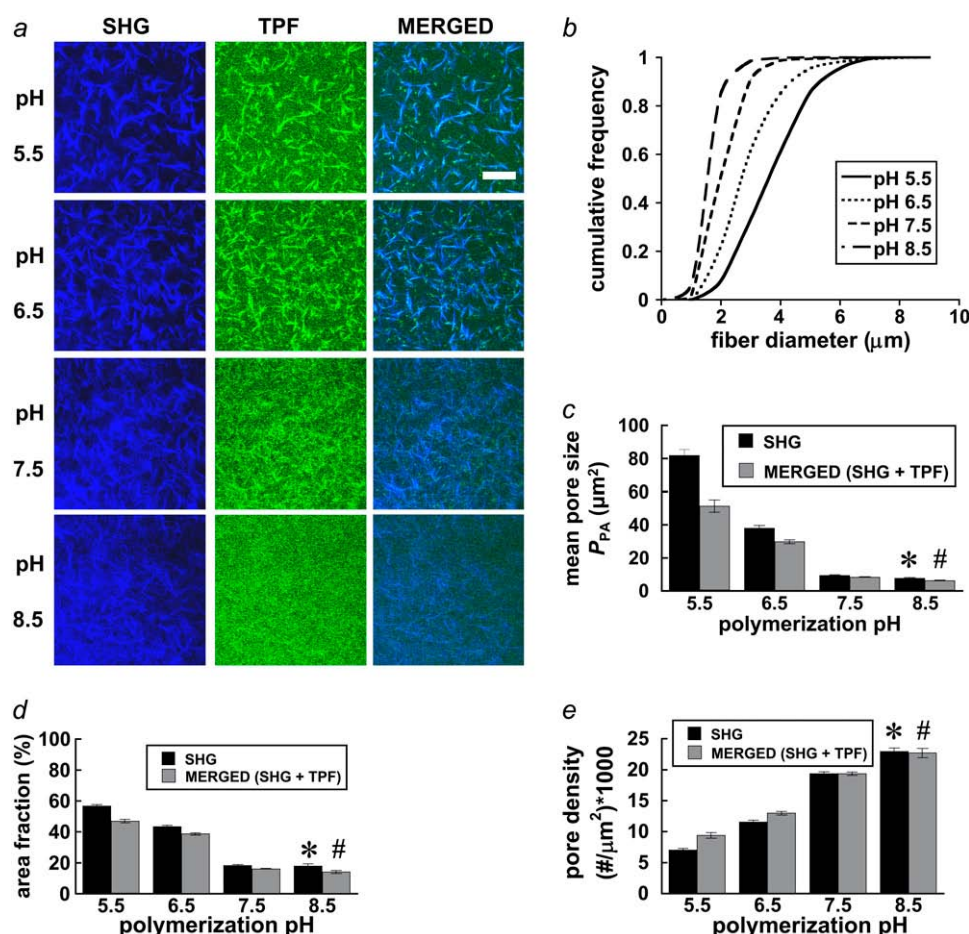 a
SHG TPF MERGED
pH
5.5
pH
6.5
pH
7.5
pH
8.5
b
cumulative frequency
1
0.8
0.6
0.4
0.2
0
0 2 4 6 8 10
fiber diameter (μm)
pH 5.5
pH 6.5
pH 7.5
pH 8.5
c
mean pore size
P_PA (μm²)
100
80
60
40
20
0
SHG
MERGED (SHG + TPF)
* #
5.5 6.5 7.5 8.5
polymerization pH
d
area fraction (%)
100
80
60
40
20
0
SHG
MERGED (SHG + TPF)
* #
5.5 6.5 7.5 8.5
polymerization pH
e
pore density
(#/μm²)*1000
25
20
15
10
5
0
SHG
MERGED (SHG + TPF)
* #
5.5 6.5 7.5 8.5
polymerization pH